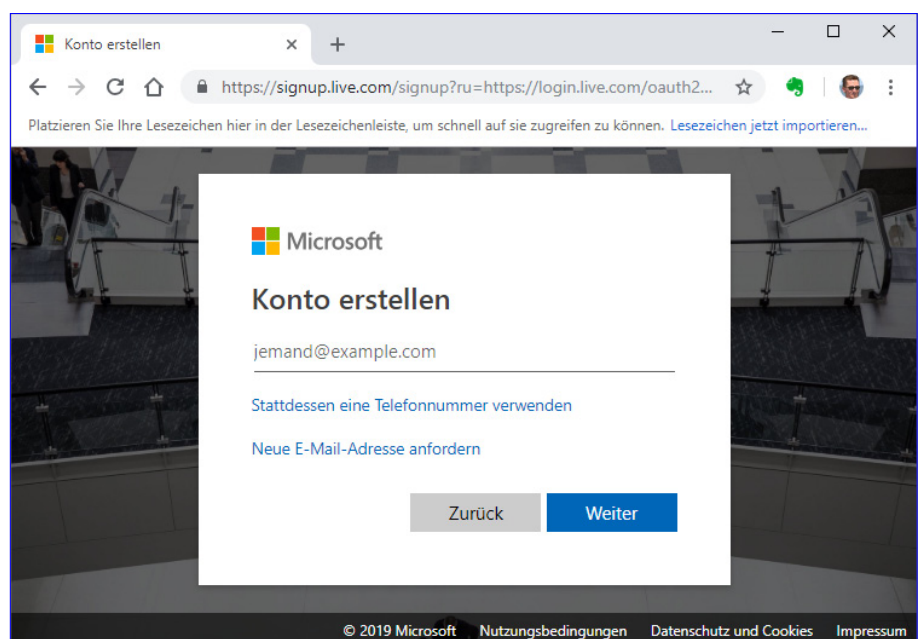 Konto erstellen
https://signup.live.com/signup?ru=https://login.live.com/oauth2...
Platzieren Sie Ihre Lesezeichen hier in der Lesezeichenleiste, um schnell auf sie zugreifen zu können. Lesezeichen jetzt importieren...
Microsoft
Konto erstellen
jemand@example.com
Stattdessen eine Telefonnummer verwenden
Neue E-Mail-Adresse anfordern
Zurück Weiter
© 2019 Microsoft Nutzungsbedingungen Datenschutz und Cookies Impressum